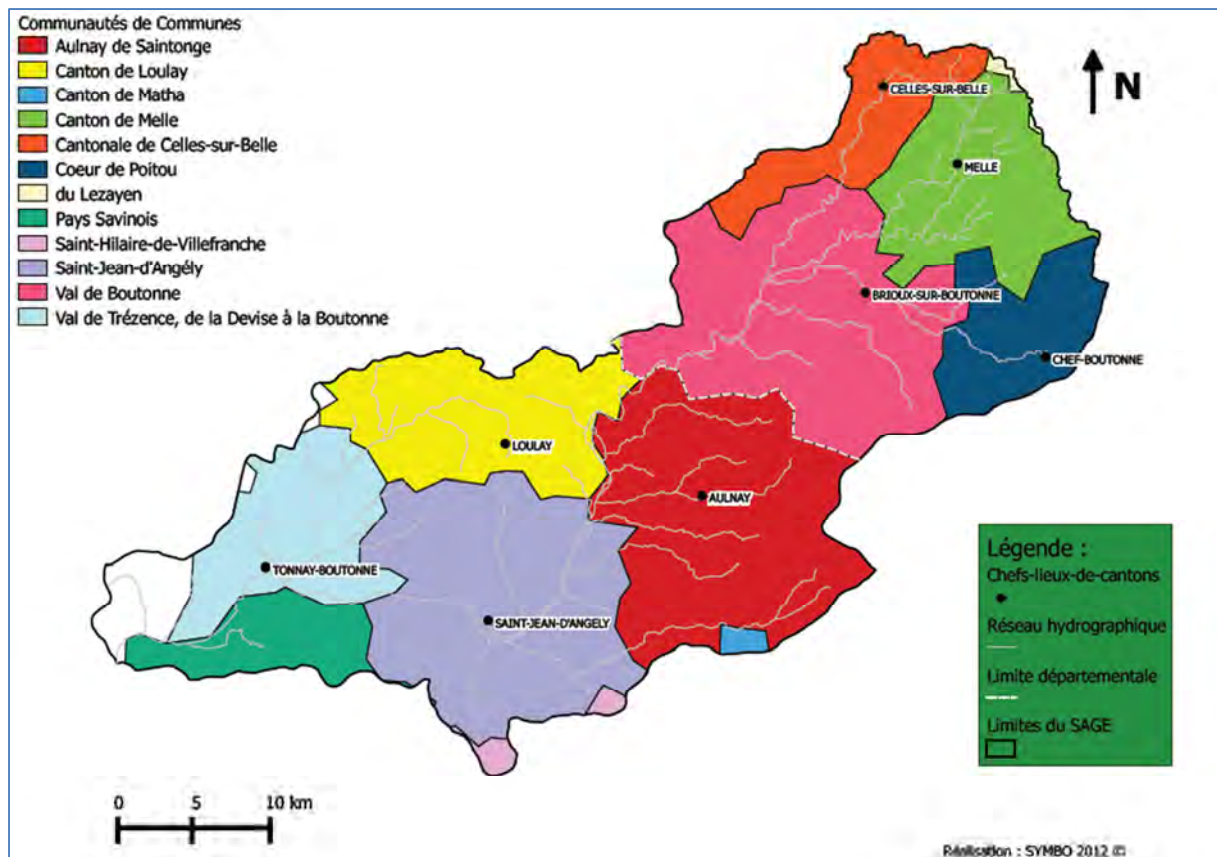 Communautés de Communes
Aulnay de Saintonge
Canton de Loulay
Canton de Matha
Canton de Melle
Cantonale de Celles-sur-Belle
Coeur de Poitou
du Lezayen
Pays Savinois
Saint-Hilaire-de-Villefranche
Saint-Jean-d'Angély
Val de Boutonne
Val de Trézence, de la Devise à la Boutonne
N
CELLES-SUR-BELLE
MELLE
BRIOUX-SUR-BOUTONNE
CHEF-BOUTONNE
LOULAY
AULNAY
TONNAY-BOUTONNE
SAINT-JEAN-D'ANGELY
Légende :
Chefs-lieux-de-cantons
Réseau hydrographique
Limite départementale
Limites du SAGE
0 5 10 km
Réalisation : SYMBO 2012 ©